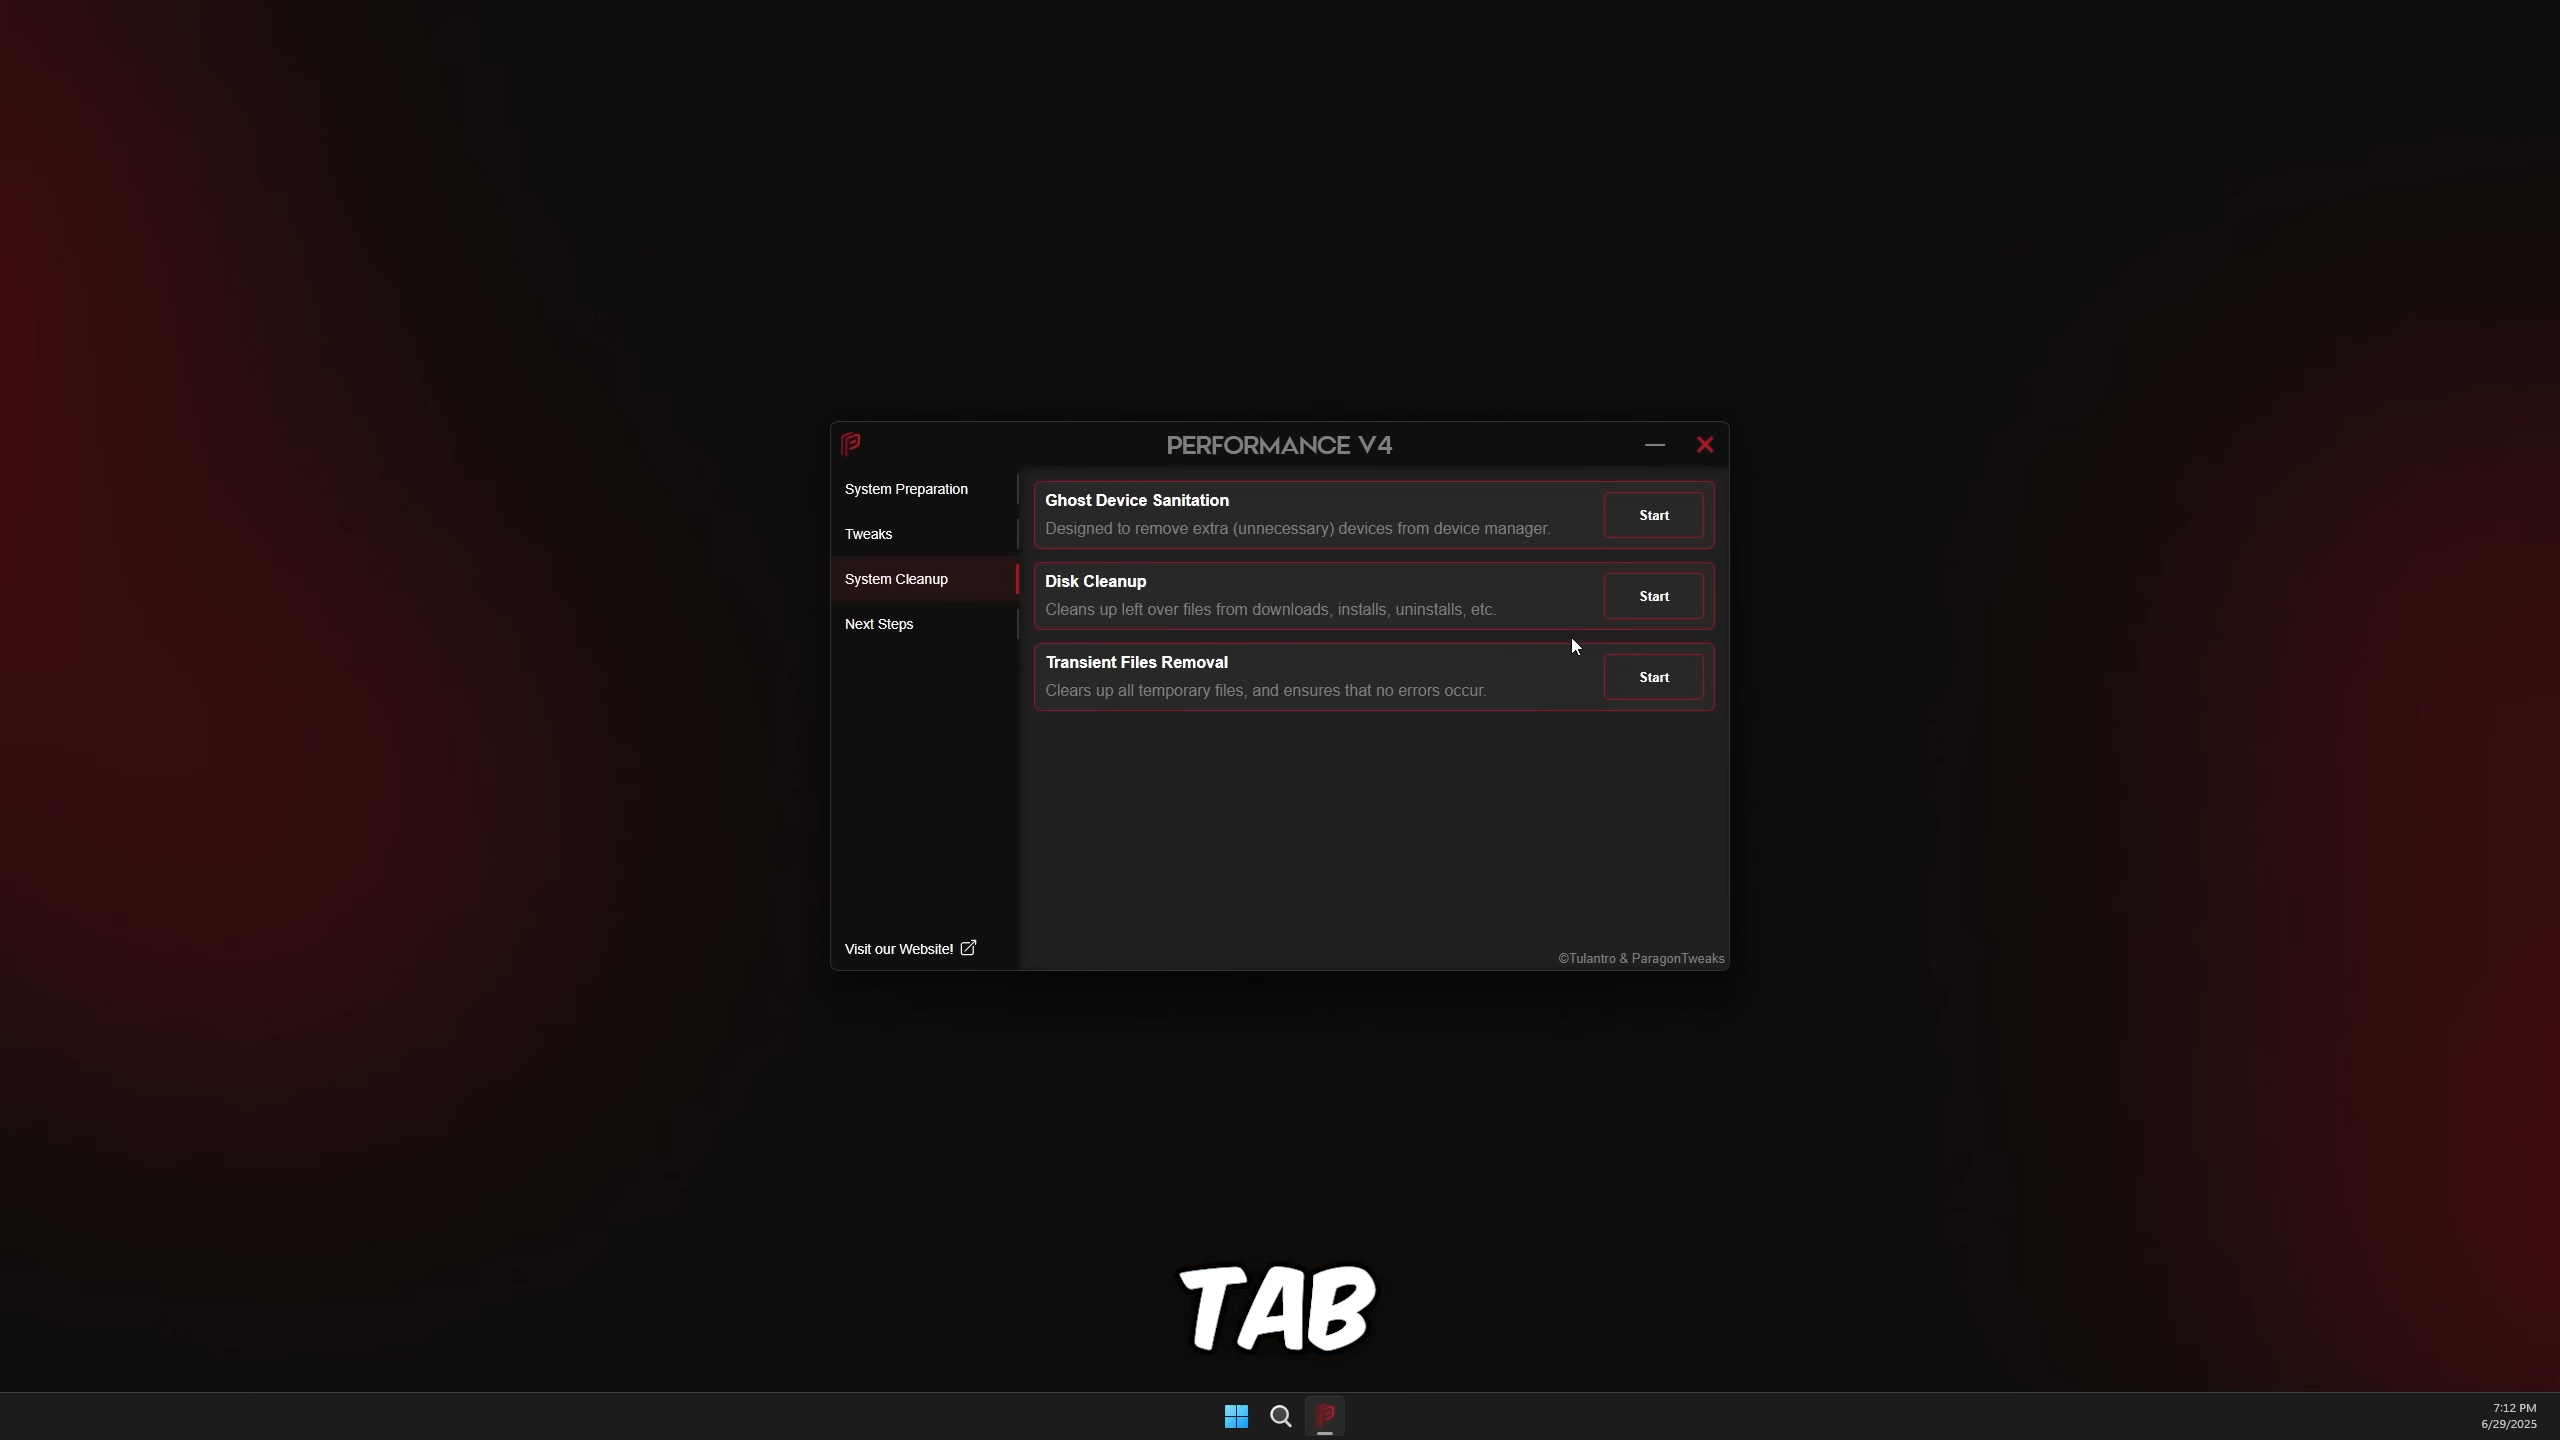 PERFORMANCE V4
System Preparation
Tweaks
System Cleanup
Next Steps
Ghost Device Sanitation
Designed to remove extra (unnecessary) devices from device manager.
Start
Disk Cleanup
Cleans up left over files from downloads, installs, uninstalls, etc.
Start
Transient Files Removal
Clears up all temporary files, and ensures that no errors occur.
Start
Visit our Website!
©Tulantro & ParagonTweaks
TAB
7:12 PM
6/29/2025